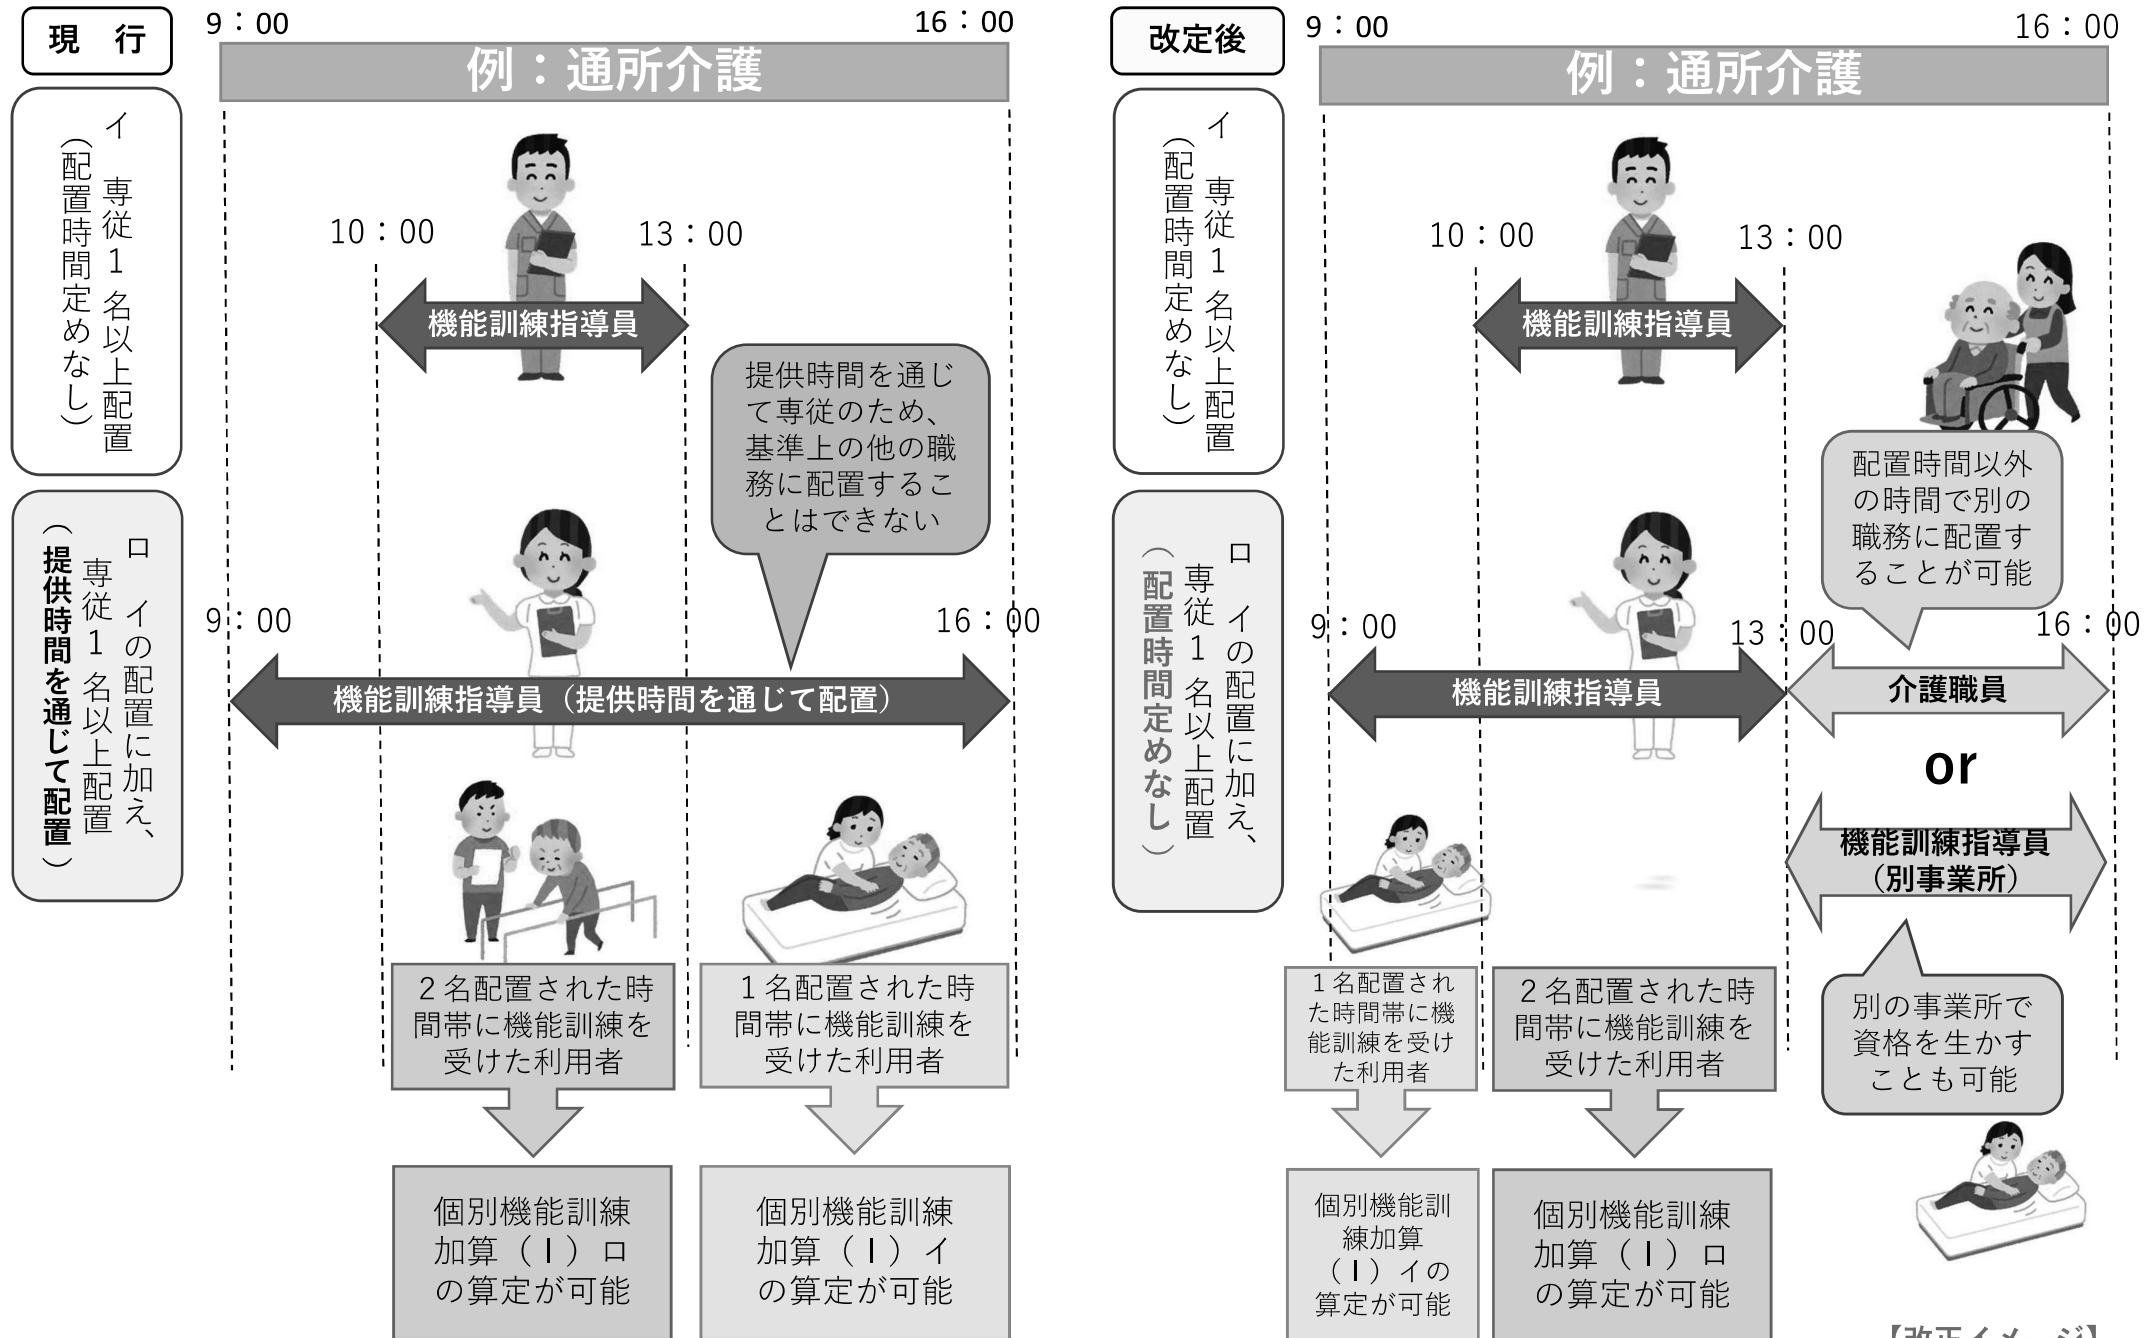 現　行
9：00
16：00
例：通所介護
イ　専従１名以上配置
（配置時間定めなし）
10：00
13：00
機能訓練指導員
提供時間を通じ
て専従のため、
基準上の他の職
務に配置するこ
とはできない
ロ　イの配置に加え、
専従１名以上配置
（提供時間を通じて配置）
9：00
16：00
機能訓練指導員（提供時間を通じて配置）
２名配置された時
間帯に機能訓練を
受けた利用者
１名配置された時
間帯に機能訓練を
受けた利用者
個別機能訓練
加算（Ⅰ）ロ
の算定が可能
個別機能訓練
加算（Ⅰ）イ
の算定が可能
改定後
9：00
16：00
例：通所介護
イ　専従１名以上配置
（配置時間定めなし）
10：00
13：00
機能訓練指導員
配置時間以外
の時間で別の
職務に配置す
ることが可能
ロ　イの配置に加え、
専従１名以上配置
（配置時間定めなし）
9：00
13：00
16：00
機能訓練指導員
介護職員
or
機能訓練指導員
（別事業所）
１名配置され
た時間帯に機
能訓練を受け
た利用者
２名配置された時
間帯に機能訓練を
受けた利用者
別の事業所で
資格を生かす
ことも可能
個別機能訓
練加算
（Ⅰ）イの
算定が可能
個別機能訓練
加算（Ⅰ）ロ
の算定が可能
【改正イメージ】